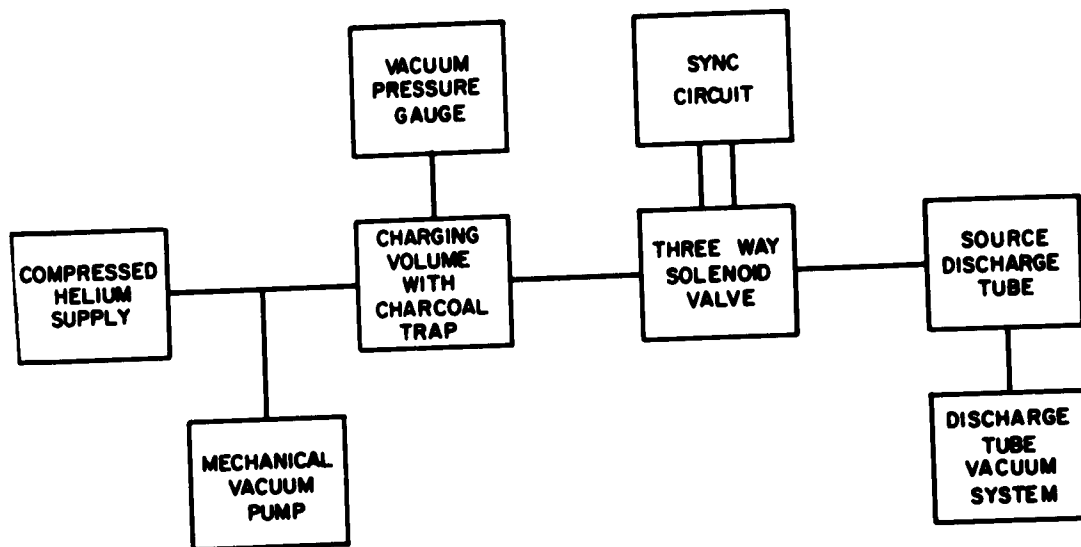 VACUUM
PRESSURE
GAUGE
SYNC
CIRCUIT
COMPRESSED
HELIUM
SUPPLY
CHARGING
VOLUME
WITH
CHARCOAL
TRAP
THREE WAY
SOLENOID
VALVE
SOURCE
DISCHARGE
TUBE
MECHANICAL
VACUUM
PUMP
DISCHARGE
TUBE
VACUUM
SYSTEM